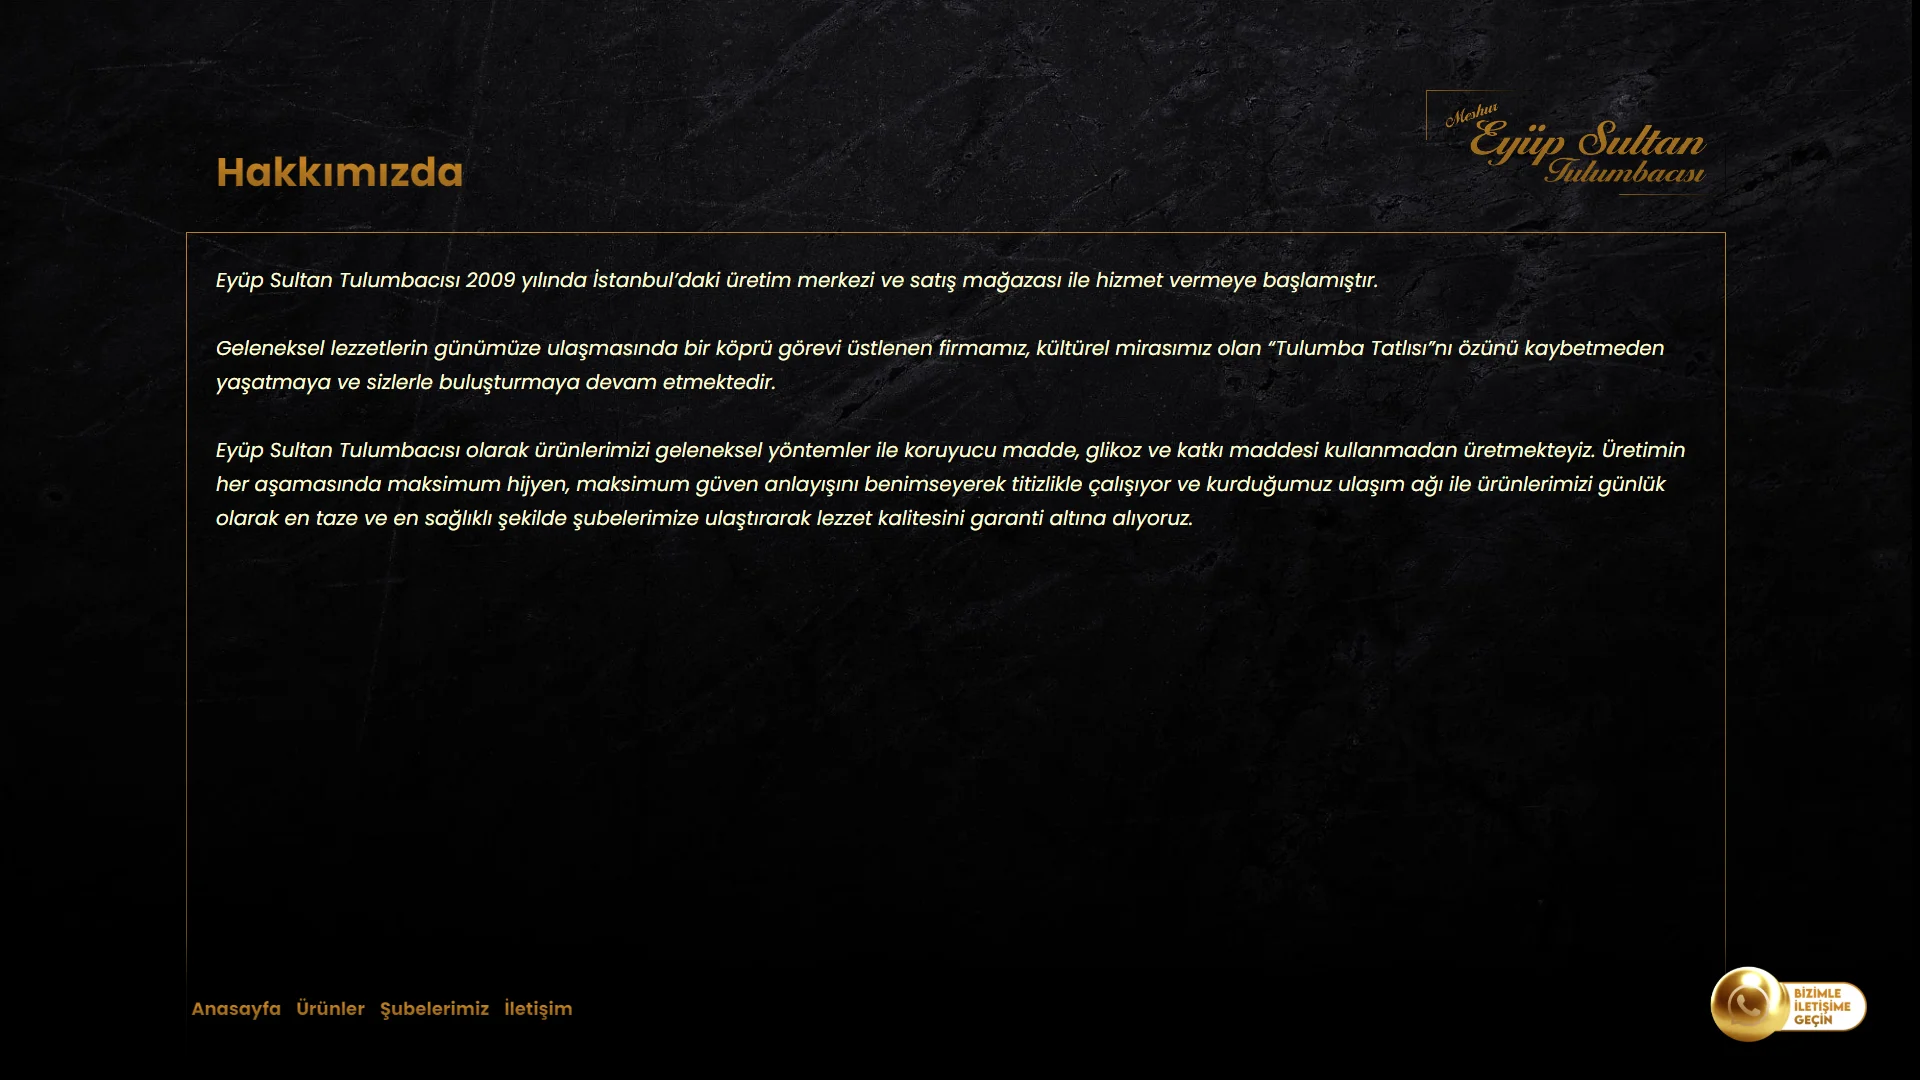 Meshur
Eyüp Sultan
Tulumbacısı
Hakkımızda
Eyüp Sultan Tulumbacısı 2009 yılında İstanbul’daki üretim merkezi ve satış mağazası ile hizmet vermeye başlamıştır.
Geleneksel lezzetlerin günümüze ulaşmasında bir köprü görevi üstlenen firmamız, kültürel mirasımız olan “Tulumba Tatlısı”nı özünü kaybetmeden
yaşatmaya ve sizlerle buluşturmaya devam etmektedir.
Eyüp Sultan Tulumbacısı olarak ürünlerimizi geleneksel yöntemler ile koruyucu madde, glikoz ve katkı maddesi kullanmadan üretmekteyiz. Üretimin
her aşamasında maksimum hijyen, maksimum güven anlayışını benimseyerek titizlikle çalışıyor ve kurduğumuz ulaşım ağı ile ürünlerimizi günlük
olarak en taze ve en sağlıklı şekilde şubelerimize ulaştırarak lezzet kalitesini garanti altına alıyoruz.
Anasayfa Ürünler Şubelerimiz İletişim
BİZİMLE
İLETİŞİME
GEÇİN